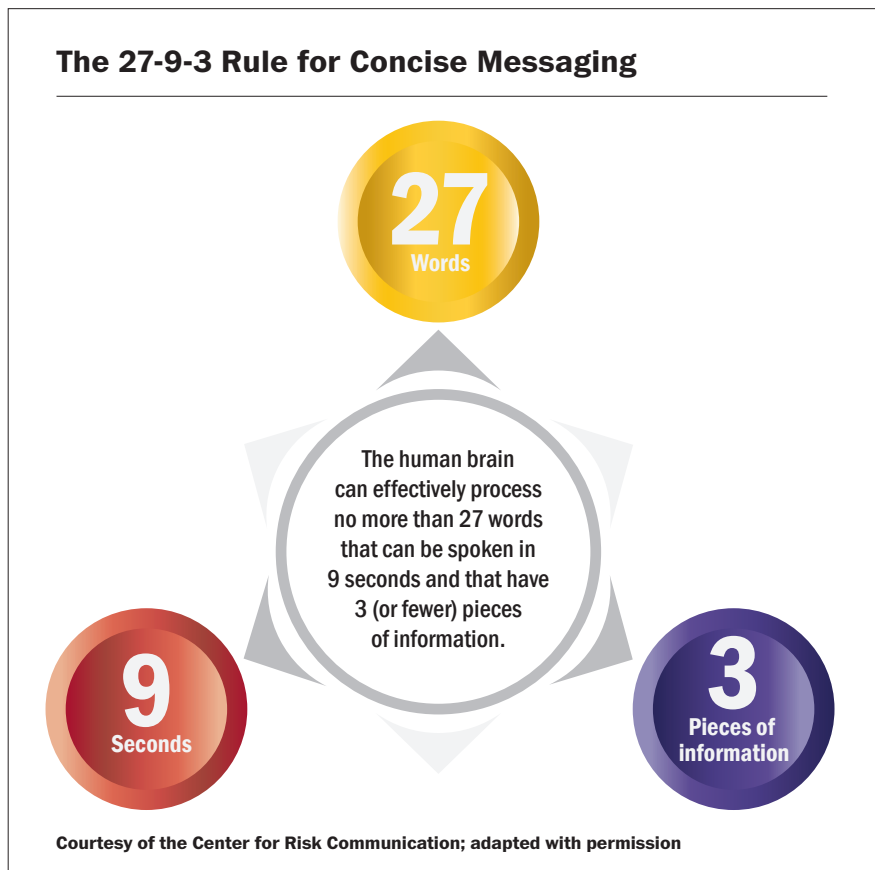 The 27-9-3 Rule for Concise Messaging
27
Words
The human brain
can effectively process
no more than 27 words
that can be spoken in
9 seconds and that have
3 (or fewer) pieces
of information.
9
Seconds
3
Pieces of
information
Courtesy of the Center for Risk Communication; adapted with permission